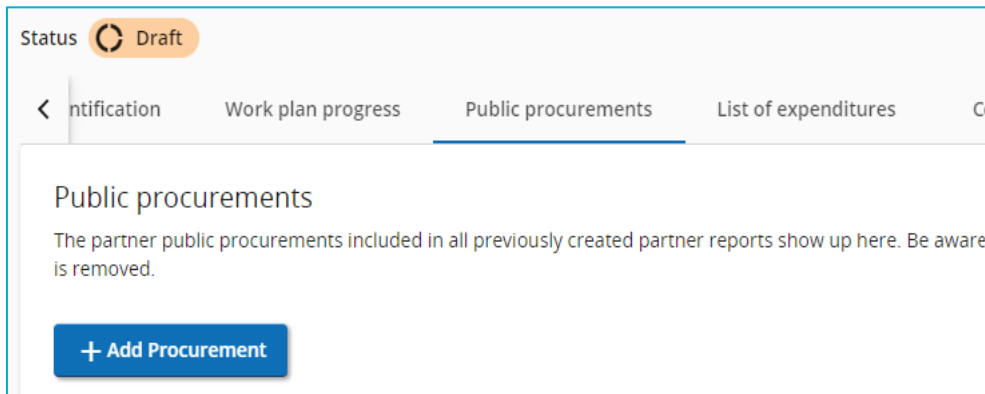 Status Draft
ntification Work plan progress Public procurements List of expenditures
Public procurements
The partner public procurements included in all previously created partner reports show up here. Be aware
is removed.
+ Add Procurement